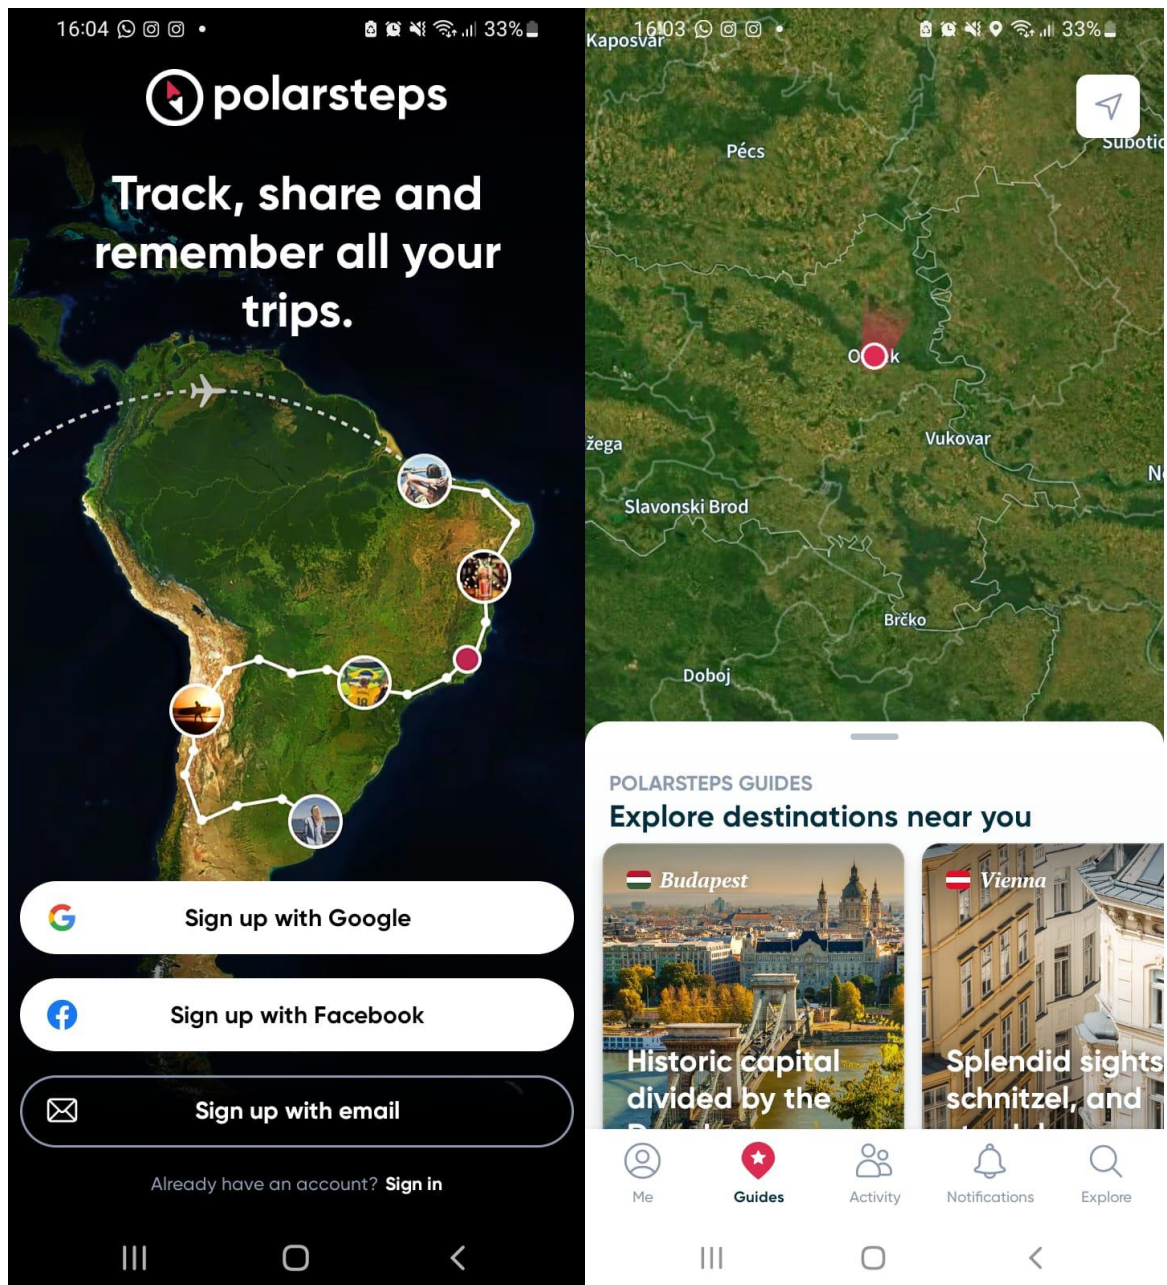 16:04
33%
polarsteps
Track, share and
remember all your
trips.
Sign up with Google
Sign up with Facebook
Sign up with email
Already have an account? Sign in
16:03
33%
Kaposvár
Pécs
Subotic
Vukovar
žega
Slavonski Brod
Brčko
Doboj
POLARSTEPS GUIDES
Explore destinations near you
Budapest
Historic capital
divided by the
Vienna
Splendid sights
schnitzel, and
Me
Guides
Activity
Notifications
Explore